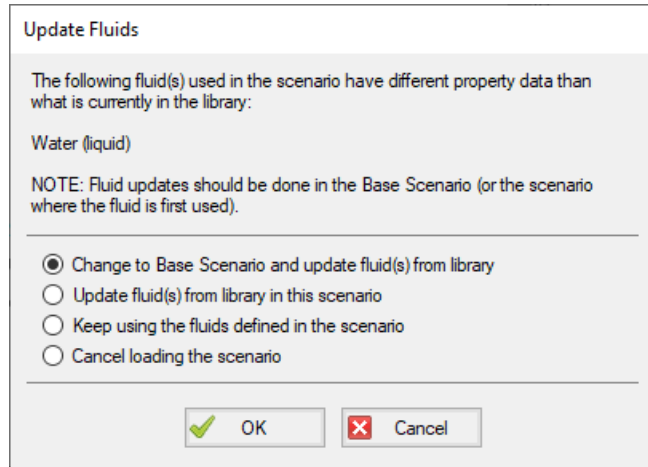 Update Fluids
The following fluid(s) used in the scenario have different property data than
what is currently in the library:
Water (liquid)
NOTE: Fluid updates should be done in the Base Scenario (or the scenario
where the fluid is first used).
Change to Base Scenario and update fluid(s) from library
Update fluid(s) from library in this scenario
Keep using the fluids defined in the scenario
Cancel loading the scenario
OK
Cancel